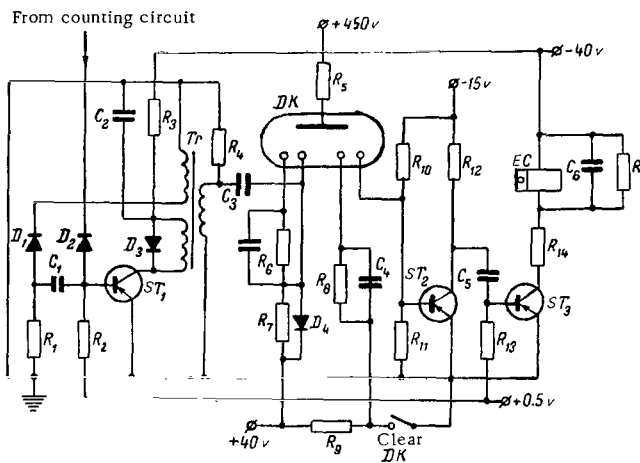 From counting circuit
+450v
-40v
-15v
R5
DK
C2
R3
Tr
R4
C3
R10
R12
EC
C6
R
D1
D2
D3
C1
ST1
R6
R8
C4
ST2
C5
R14
ST3
R1
R2
R7
D4
R11
R13
+0.5v
+40v
R9
Clear
DK